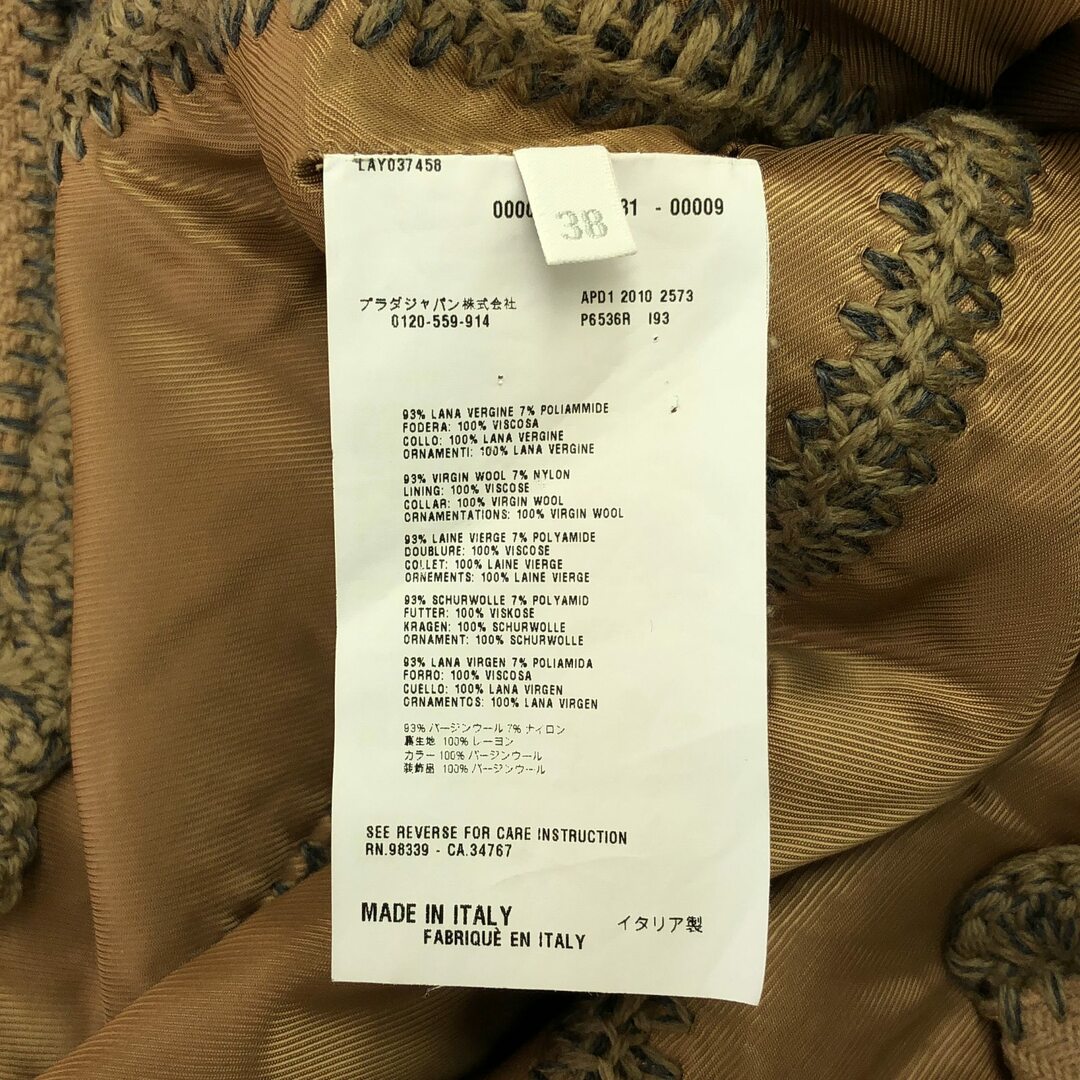 LAY037458
38
- 00009
プラダジャパン株式会社
0120-559-914
APD1 2010 2573
P6536R I93
93% LANA VERGINE 7% POLIAMMIDE
FODERA: 100% VISCOSA
COLLO: 100% LANA VERGINE
ORNAMENTI: 100% LANA VERGINE
93% VIRGIN WOOL 7% NYLON
LINING: 100% VISCOSE
COLLAR: 100% VIRGIN WOOL
ORNAMENTATIONS: 100% VIRGIN WOOL
93% LAINE VIERGE 7% POLYAMIDE
DOUBLURE: 100% VISCOSE
COLLET: 100% LAINE VIERGE
ORNEMENTS: 100% LAINE VIERGE
93% SCHURWOLLE 7% POLYAMID
FUTTER: 100% VISKOSE
KRAGEN: 100% SCHURWOLLE
ORNAMENT: 100% SCHURWOLLE
93% LANA VIRGEN 7% POLIAMIDA
FORRO: 100% VISCOSA
CUELLO: 100% LANA VIRGEN
ORNAMENTOS: 100% LANA VIRGEN
93% バージンウール 7% ナイロン
裏生地 100% レーヨン
カラー 100% バージンウール
装飾品 100% バージンウール
SEE REVERSE FOR CARE INSTRUCTION
RN.98339 - CA.34767
MADE IN ITALY
FABRIQUÈ EN ITALY
イタリア製